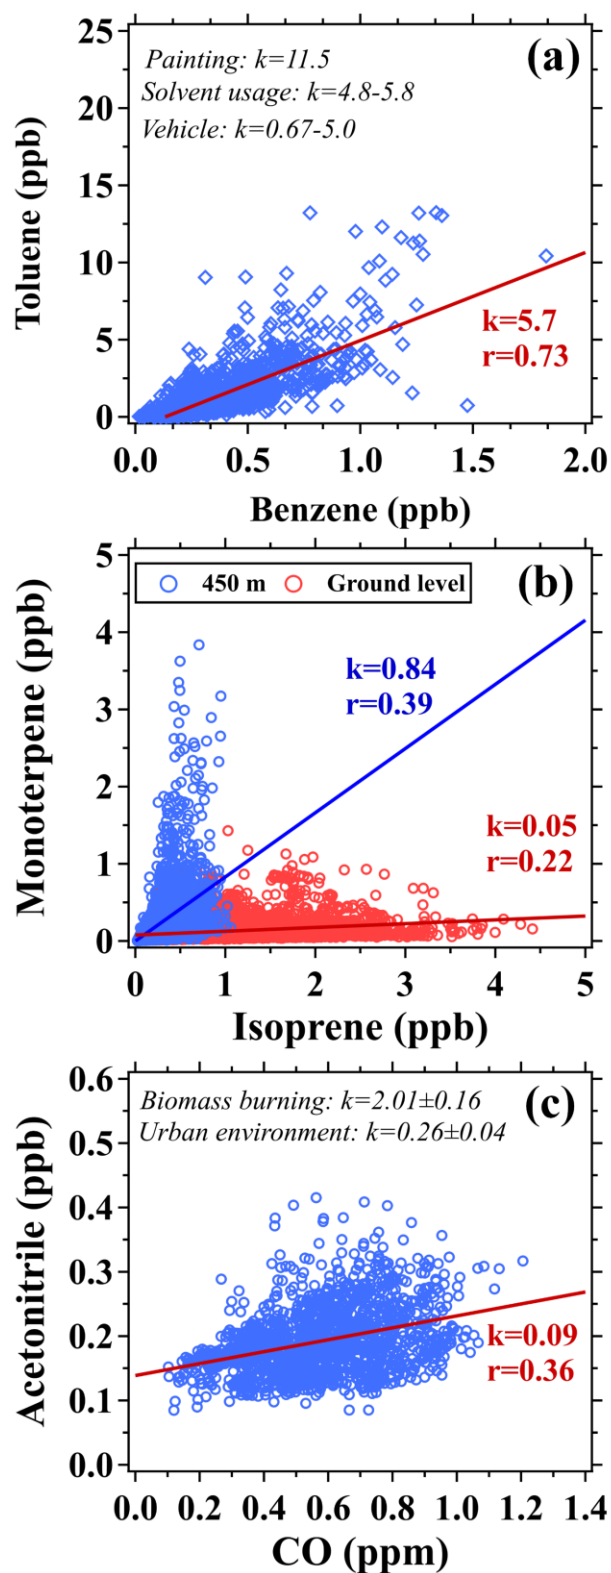 25
20
15
10
5
0
Toluene (ppb)
Painting: k=11.5
Solvent usage: k=4.8-5.8
Vehicle: k=0.67-5.0
(a)
k=5.7
r=0.73
0.0 0.5 1.0 1.5 2.0
Benzene (ppb)
5
4
3
2
1
0
Monoterpene (ppb)
450 m Ground level
(b)
k=0.84
r=0.39
k=0.05
r=0.22
0 1 2 3 4 5
Isoprene (ppb)
0.6
0.5
0.4
0.3
0.2
0.1
0.0
Acetonitrile (ppb)
Biomass burning: k=2.01±0.16
Urban environment: k=0.26±0.04
(c)
k=0.09
r=0.36
0.0 0.2 0.4 0.6 0.8 1.0 1.2 1.4
CO (ppm)